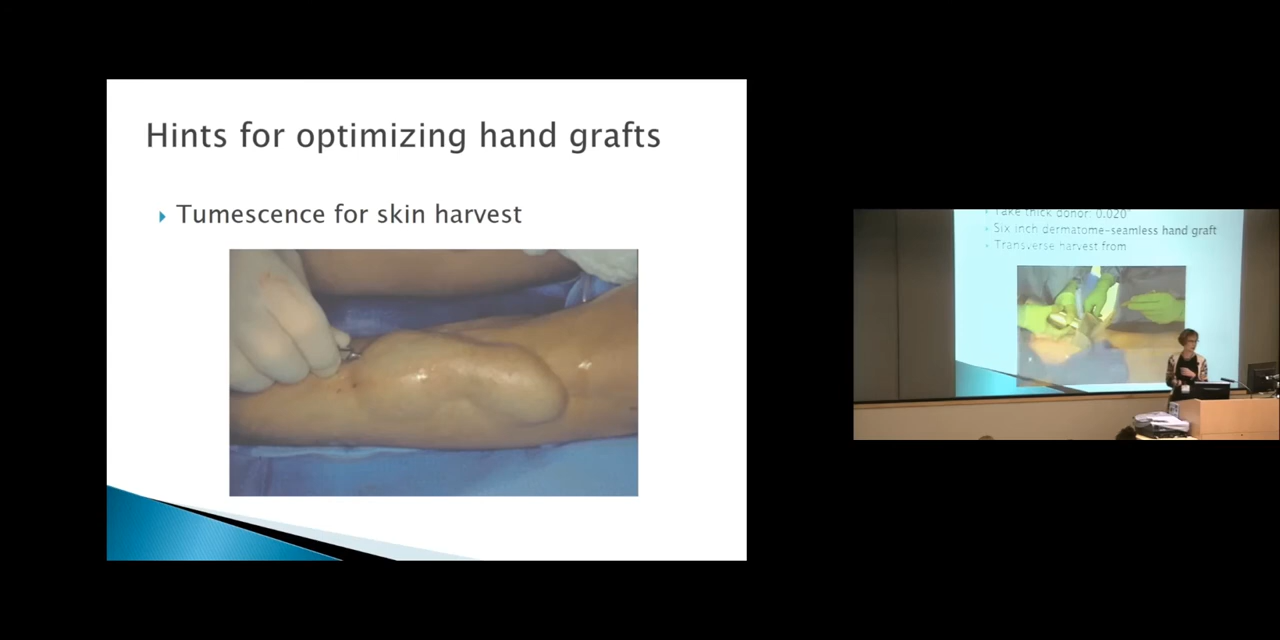 Hints for optimizing hand grafts
Tumescence for skin harvest
Take thick donor: 0.020"
Six inch dermatome-seamless hand graft
Transverse harvest from